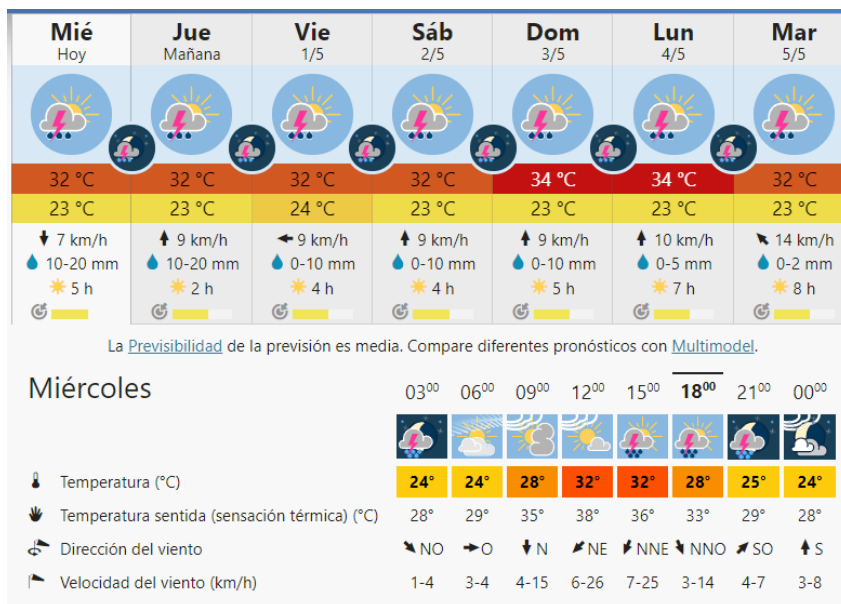 Mié Jue Vie Sáb Dom Lun Mar
Hoy Mañana 1/5 2/5 3/5 4/5 5/5
32 °C 32 °C 32 °C 32 °C 34 °C 34 °C 32 °C
23 °C 23 °C 24 °C 23 °C 23 °C 23 °C 23 °C
7 km/h 9 km/h 9 km/h 9 km/h 9 km/h 10 km/h 14 km/h
10-20 mm 10-20 mm 0-10 mm 0-10 mm 0-10 mm 0-5 mm 0-2 mm
5 h 2 h 4 h 4 h 5 h 7 h 8 h
La Previsibilidad de la previsión es media. Compare diferentes pronósticos con Multimodel.
Miércoles 03⁰⁰ 06⁰⁰ 09⁰⁰ 12⁰⁰ 15⁰⁰ 18⁰⁰ 21⁰⁰ 00⁰⁰
Temperatura (°C) 24° 24° 28° 32° 32° 28° 25° 24°
Temperatura sentida (sensación térmica) (°C) 28° 29° 35° 38° 36° 33° 29° 28°
Dirección del viento NO O N NE NNE NNO SO S
Velocidad del viento (km/h) 1-4 3-4 4-15 6-26 7-25 3-14 4-7 3-8